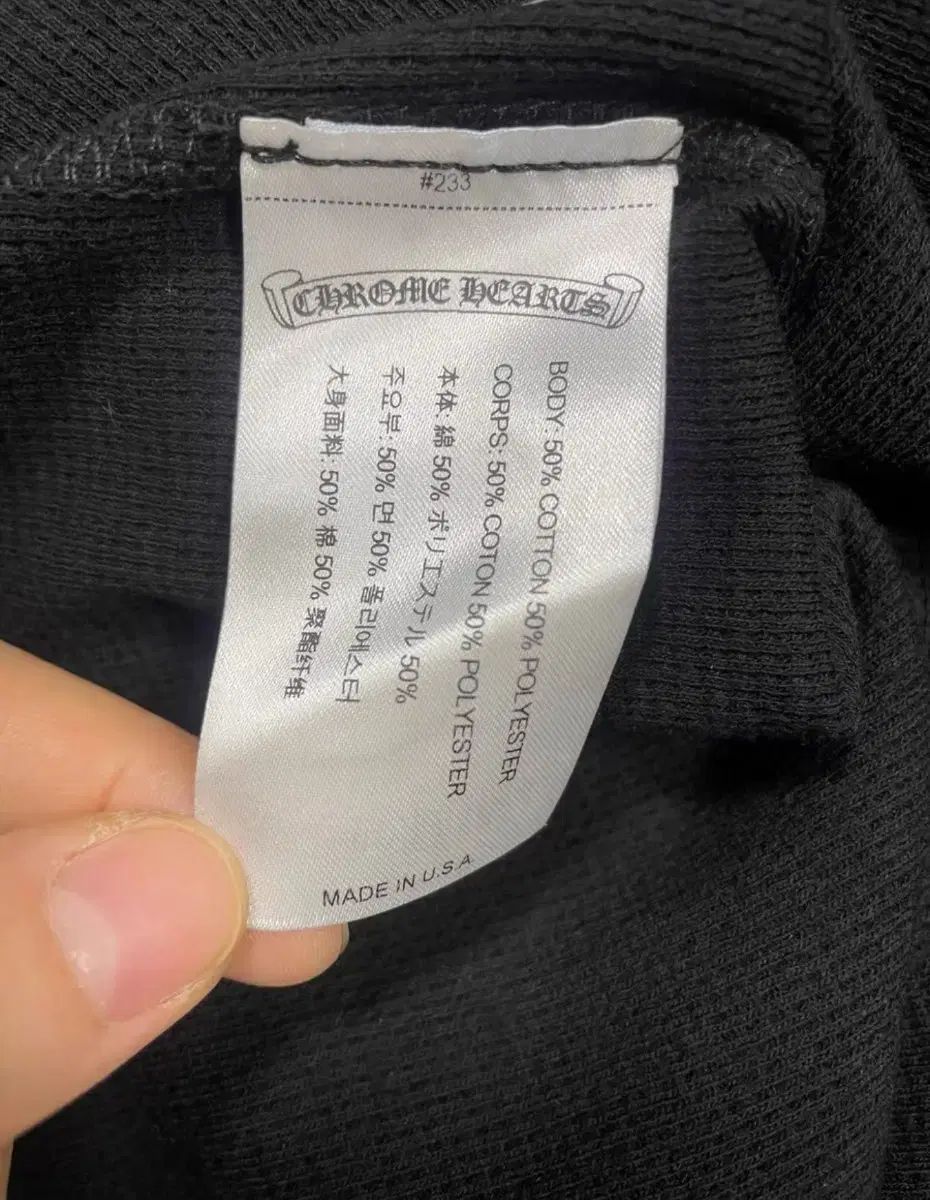 #233
CHROME HEARTS
BODY: 50% COTTON 50% POLYESTER
CORPS: 50% COTON 50% POLYESTER
本体: 綿 50% ポリエステル 50%
주요부: 50% 면 50% 폴리에스터
大身面料: 50% 棉 50% 聚酯纤维
MADE IN U.S.A